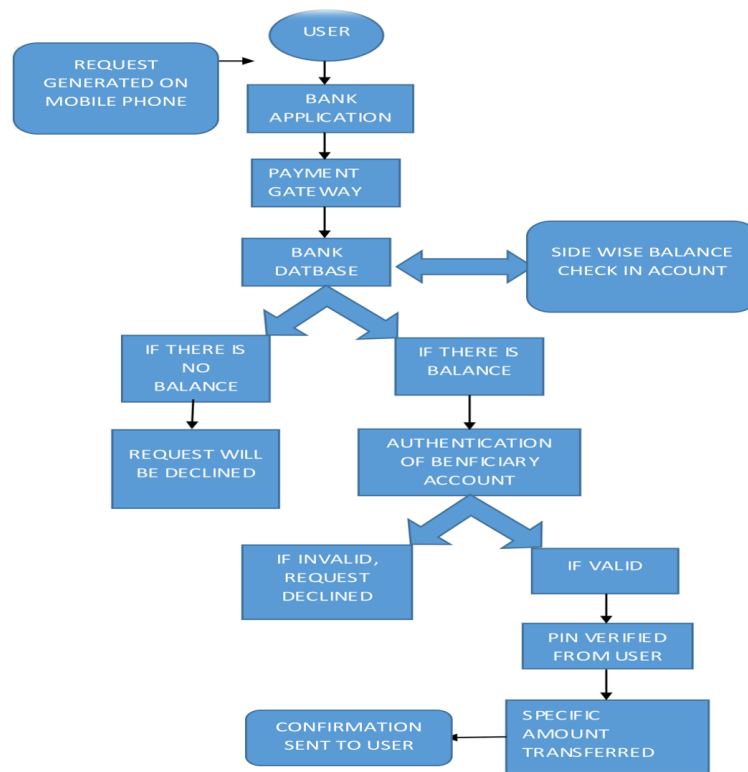 USER
REQUEST
GENERATED ON
MOBILE PHONE
BANK
APPLICATION
PAYMENT
GATEWAY
BANK
DATBASE
SIDE WISE BALANCE
CHECK IN ACOUNT
IF THERE IS
NO
BALANCE
IF THERE IS
BALANCE
REQUEST WILL
BE DECLINED
AUTHENTICATION
OF BENFICIARY
ACCOUNT
IF INVALID,
REQUEST
DECLINED
IF VALID
PIN VERIFIED
FROM USER
SPECIFIC
AMOUNT
TRANSFERRED
CONFIRMATION
SENT TO USER